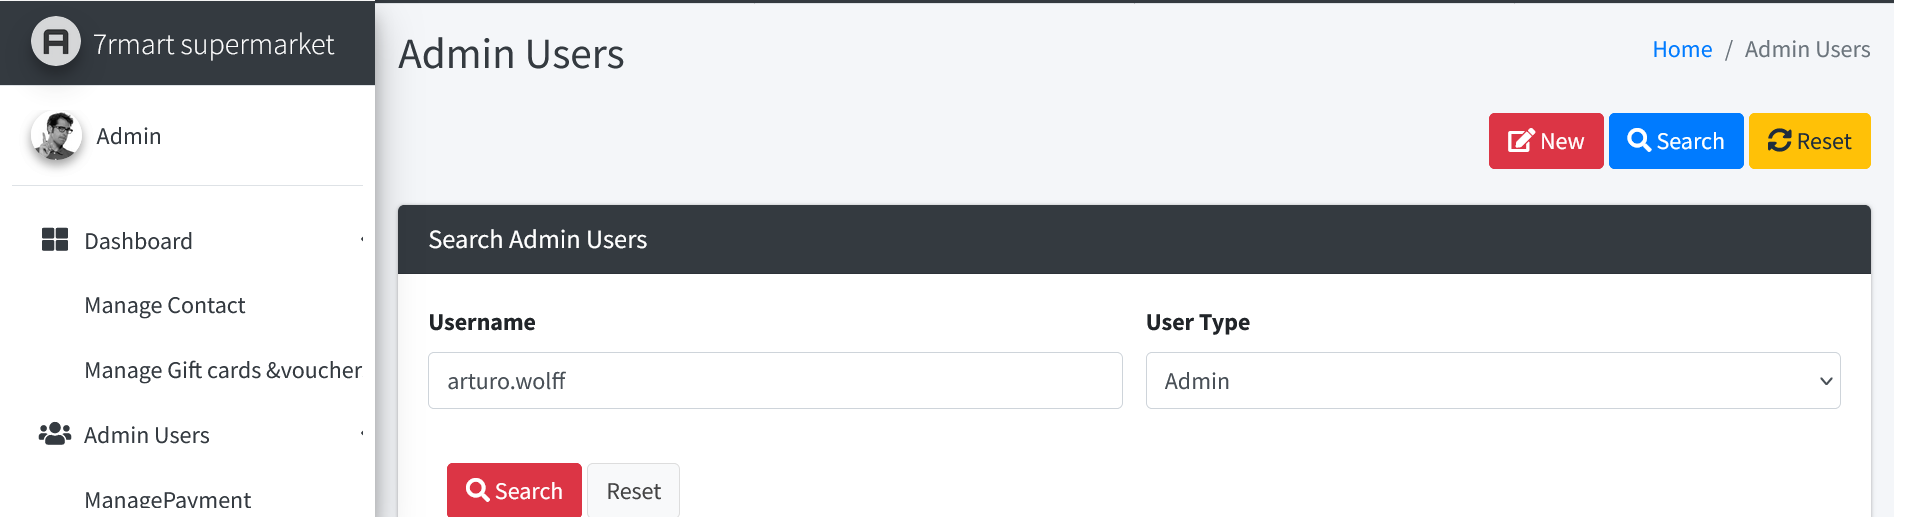 7rmart supermarket
Admin
Dashboard
Manage Contact
Manage Gift cards &voucher
Admin Users
ManagePayment
Admin Users
Home / Admin Users
New Search Reset
Search Admin Users
Username User Type
arturo.wolff Admin
Search Reset